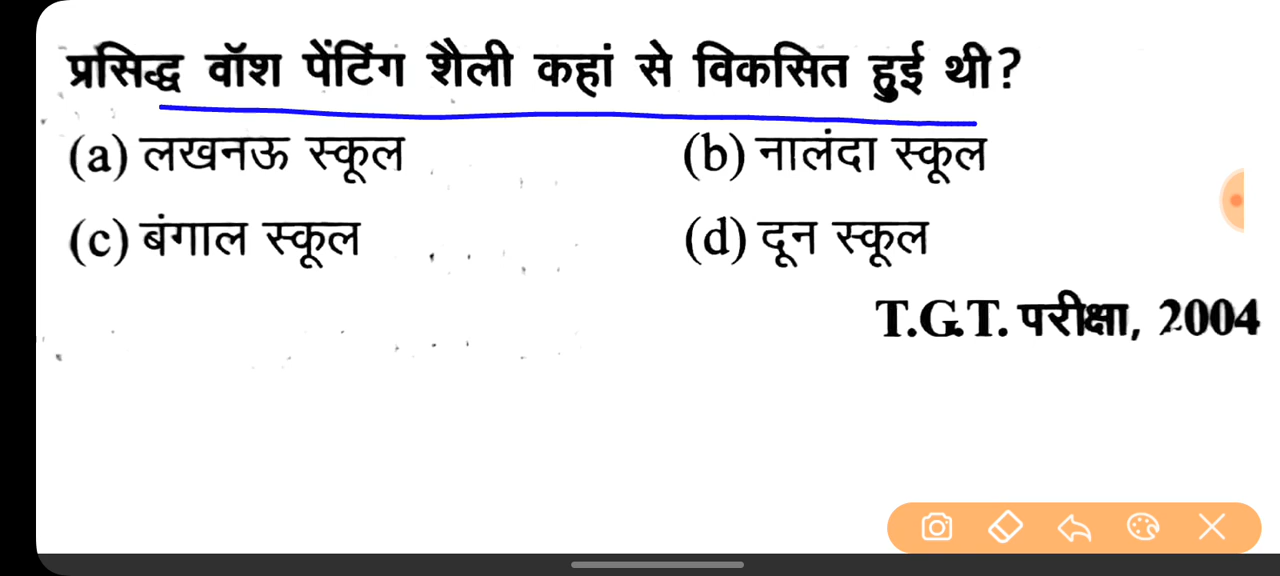 प्रसिद्ध वॉश पेंटिंग शैली कहां से विकसित हुई थी?
(a) लखनऊ स्कूल (b) नालंदा स्कूल
(c) बंगाल स्कूल (d) दून स्कूल
T.G.T. परीक्षा, 2004